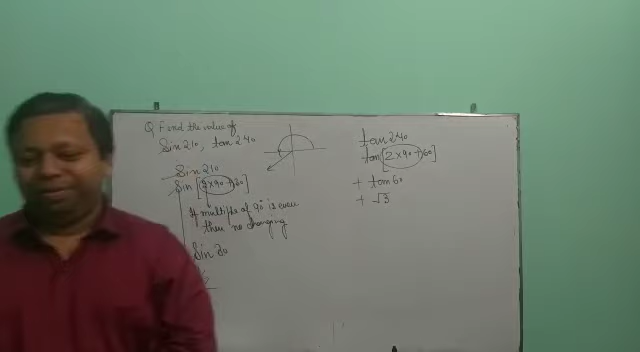 Q Find the value of
Sin 210, tan 240
Sin 210
Sin [2×90+30]
If multiple of 90° is even
then no changing
Sin 30
tan 240
tan [2×90+60]
+ tan 60
+ √3